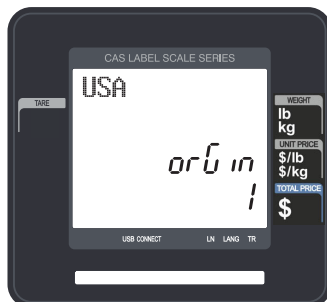 CAS LABEL SCALE SERIES
USA
TARE
WEIGHT
lb
kg
UNIT PRICE
$/lb
$/kg
orGin
TOTAL PRICE
$
1
USB CONNECT LN LANG TR